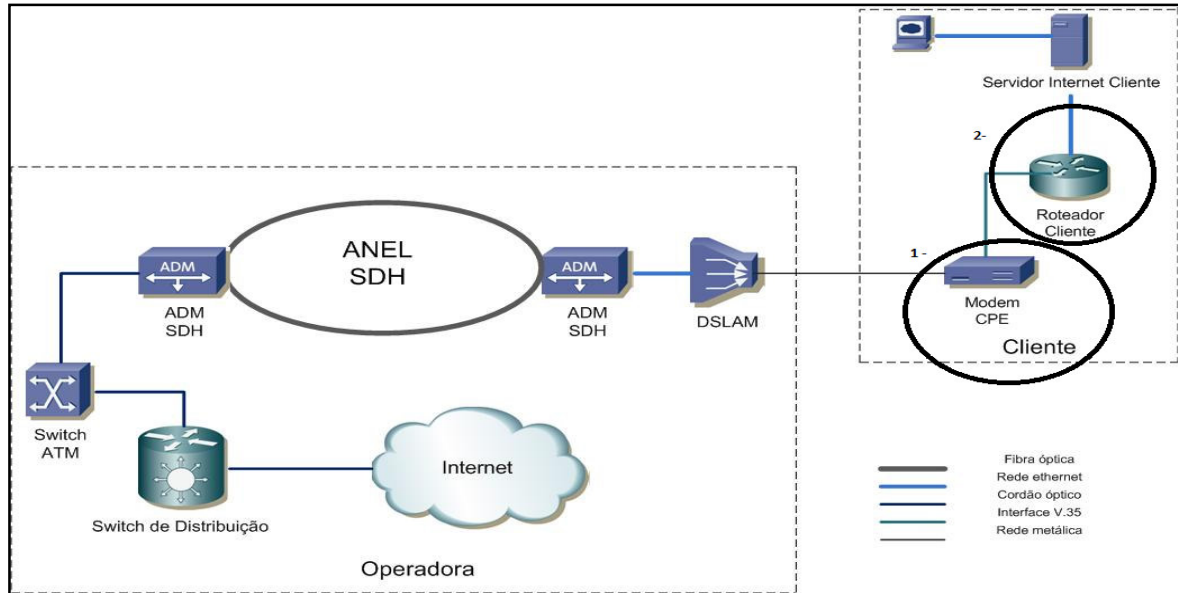 Servidor Internet Cliente
2-
Roteador
Cliente
1 -
Modem
CPE
Cliente
ANEL
SDH
ADM
ADM
SDH
ADM
ADM
SDH
DSLAM
Switch
ATM
Internet
Switch de Distribuição
Operadora
Fibra óptica
Rede ethernet
Cordão óptico
Interface V.35
Rede metálica